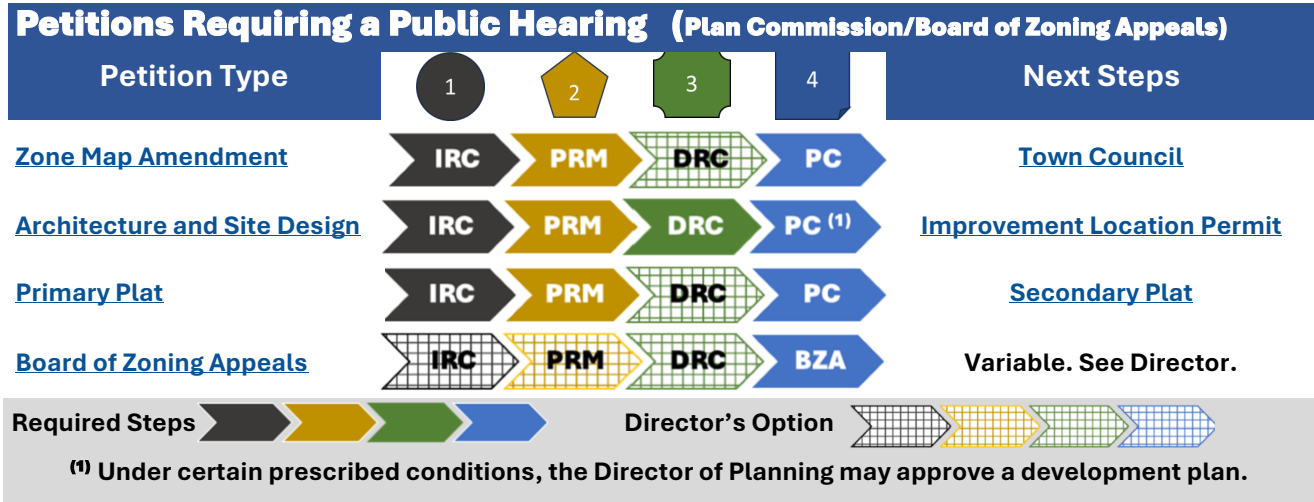 Petitions Requiring a Public Hearing (Plan Commission/Board of Zoning Appeals)
Petition Type 1 2 3 4 Next Steps
Zone Map Amendment IRC PRM DRC PC Town Council
Architecture and Site Design IRC PRM DRC PC (1) Improvement Location Permit
Primary Plat IRC PRM DRC PC Secondary Plat
Board of Zoning Appeals IRC PRM DRC BZA Variable. See Director.
Required Steps Director’s Option
(1) Under certain prescribed conditions, the Director of Planning may approve a development plan.